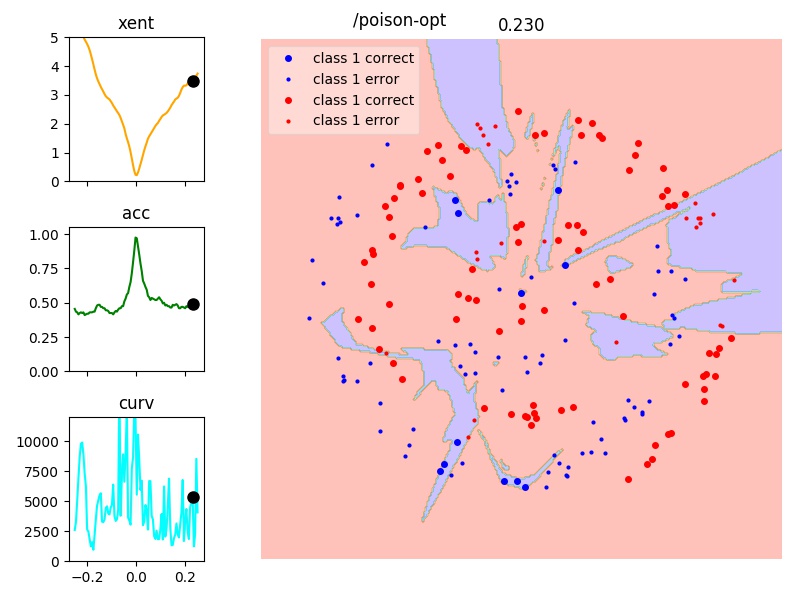 xent
5
4
3
2
1
0
acc
1.00
0.75
0.50
0.25
0.00
curv
10000
7500
5000
2500
0
−0.2
0.0
0.2
/poison-opt
0.230
class 1 correct
class 1 error
class 1 correct
class 1 error